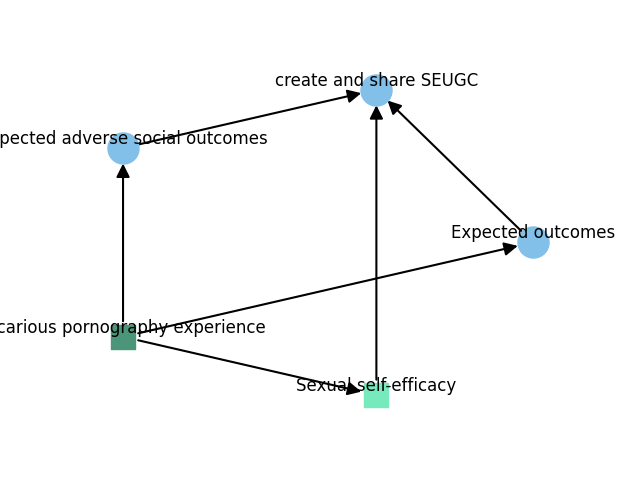 create and share SEUGC
pected adverse social outcomes
Expected outcomes
carious pornography experience
Sexual self-efficacy